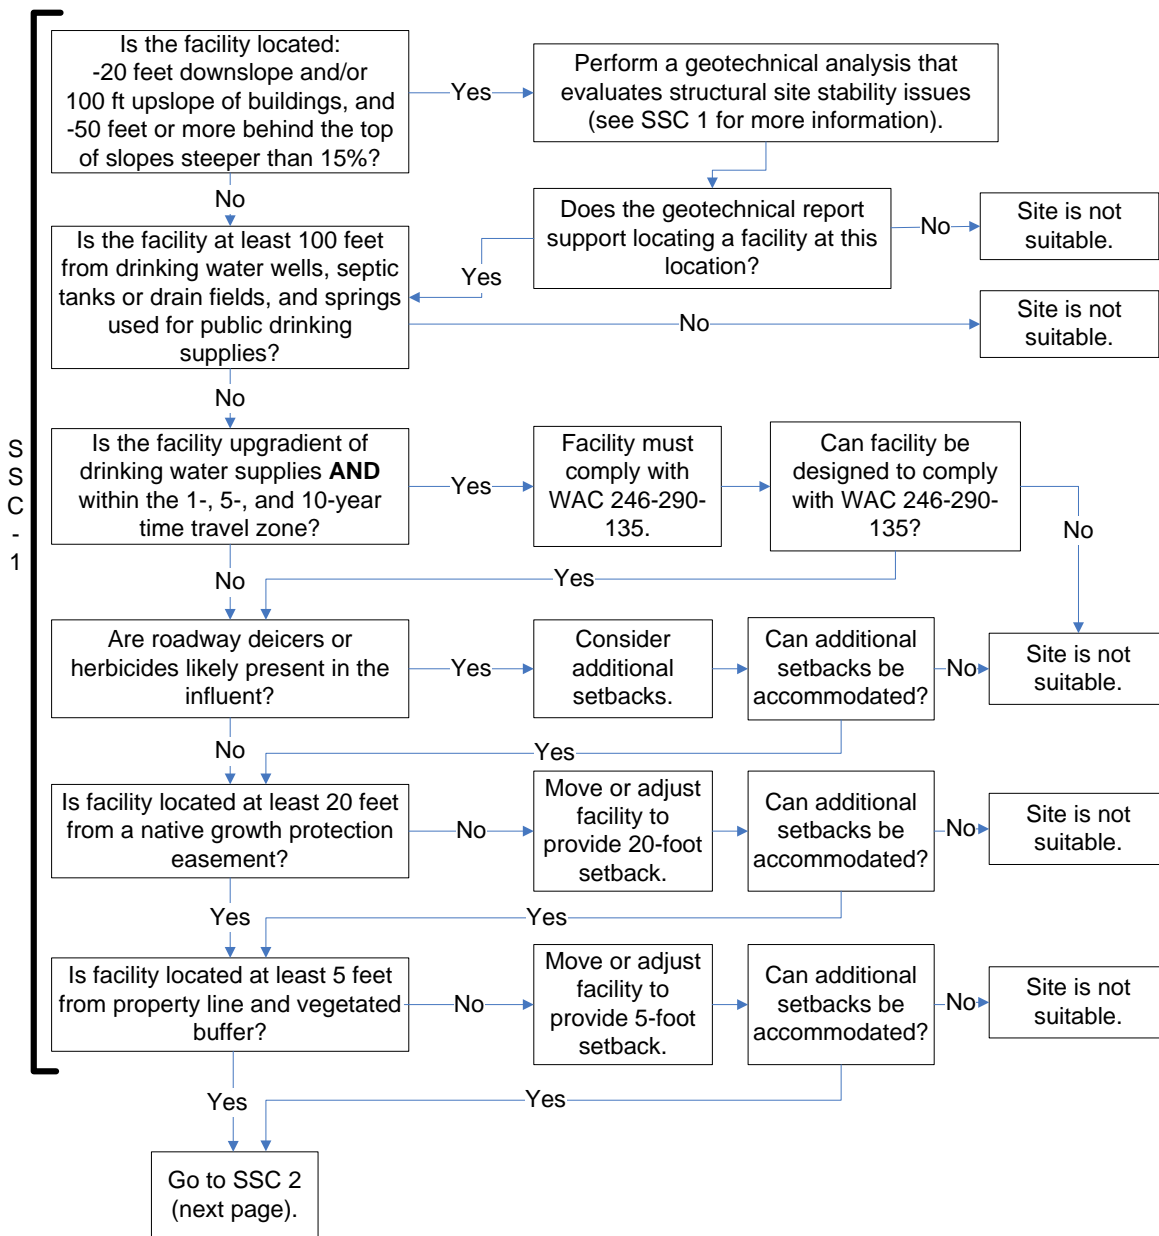 Is the facility located:
-20 feet downslope and/or
100 ft upslope of buildings, and
-50 feet or more behind the top
of slopes steeper than 15%?
Yes
Perform a geotechnical analysis that
evaluates structural site stability issues
(see SSC 1 for more information).
No
Does the geotechnical report
support locating a facility at this
location?
No
Site is not
suitable.
Yes
Is the facility at least 100 feet
from drinking water wells, septic
tanks or drain fields, and springs
used for public drinking
supplies?
No
Site is not
suitable.
No
S
S
C
-
1
Is the facility upgradient of
drinking water supplies AND
within the 1-, 5-, and 10-year
time travel zone?
Yes
Facility must
comply with
WAC 246-290-
135.
Can facility be
designed to comply
with WAC 246-290-
135?
No
No
Yes
Are roadway deicers or
herbicides likely present in the
influent?
Yes
Consider
additional
setbacks.
Can additional
setbacks be
accommodated?
No
Site is not
suitable.
No
Yes
Is facility located at least 20 feet
from a native growth protection
easement?
No
Move or adjust
facility to
provide 20-foot
setback.
Can additional
setbacks be
accommodated?
No
Site is not
suitable.
Yes
Yes
Is facility located at least 5 feet
from property line and vegetated
buffer?
No
Move or adjust
facility to
provide 5-foot
setback.
Can additional
setbacks be
accommodated?
No
Site is not
suitable.
Yes
Yes
Go to SSC 2
(next page).